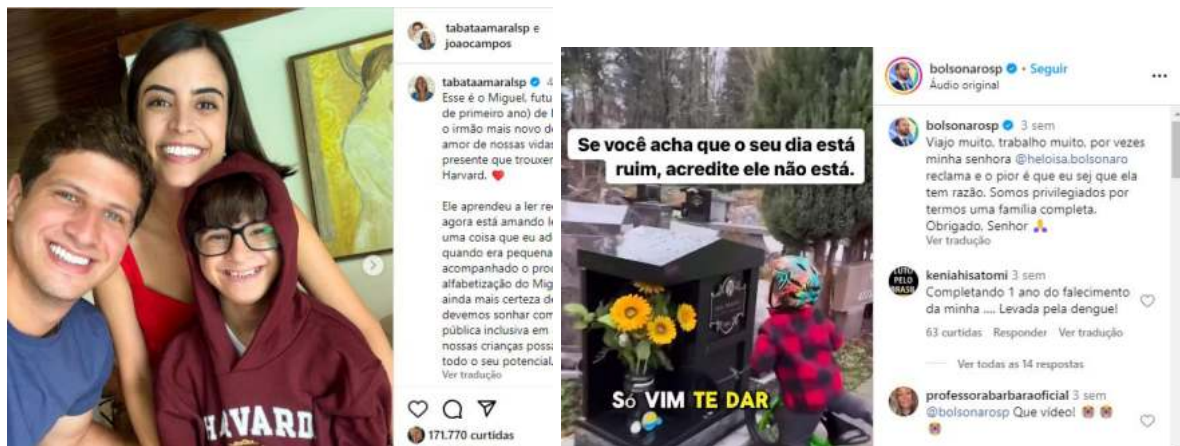 tabataamaralsp e
joaocampos
tabataamaralsp
Esse é o Miguel, futu
de primeiro ano) de
o irmão mais novo d
amor de nossas vidas
presente que trouxe
Harvard. ❤️
Ele aprendeu a ler re
agora está amando l
uma coisa que eu ad
quando era pequena
acompanhado o pro
alfabetização do Mig
ainda mais certeza d
devemos sonhar com
pública inclusiva em
nossas crianças poss
todo o seu potencial.
Ver tradução
171.770 curtidas
HARVARD
Se você acha que o seu dia está
ruim, acredite ele não está.
SÓ VIM TE DAR
bolsonarosp • Seguir
Áudio original
bolsonarosp 3 sem
Viajo muito, trabalho muito, por vezes
minha senhora @heloisa.bolsonaro
reclama e o pior é que eu sei que ela
tem razão. Somos privilegiados por
termos uma família completa.
Obrigado, Senhor 🙏
Ver tradução
keniahisatomi 3 sem
Completando 1 ano do falecimento
da minha .... Levada pela dengue!
63 curtidas Responder Ver tradução
Ver todas as 14 respostas
professorabarbaraoficial 3 sem
@bolsonarosp Que vídeo! 😭 😭
😭